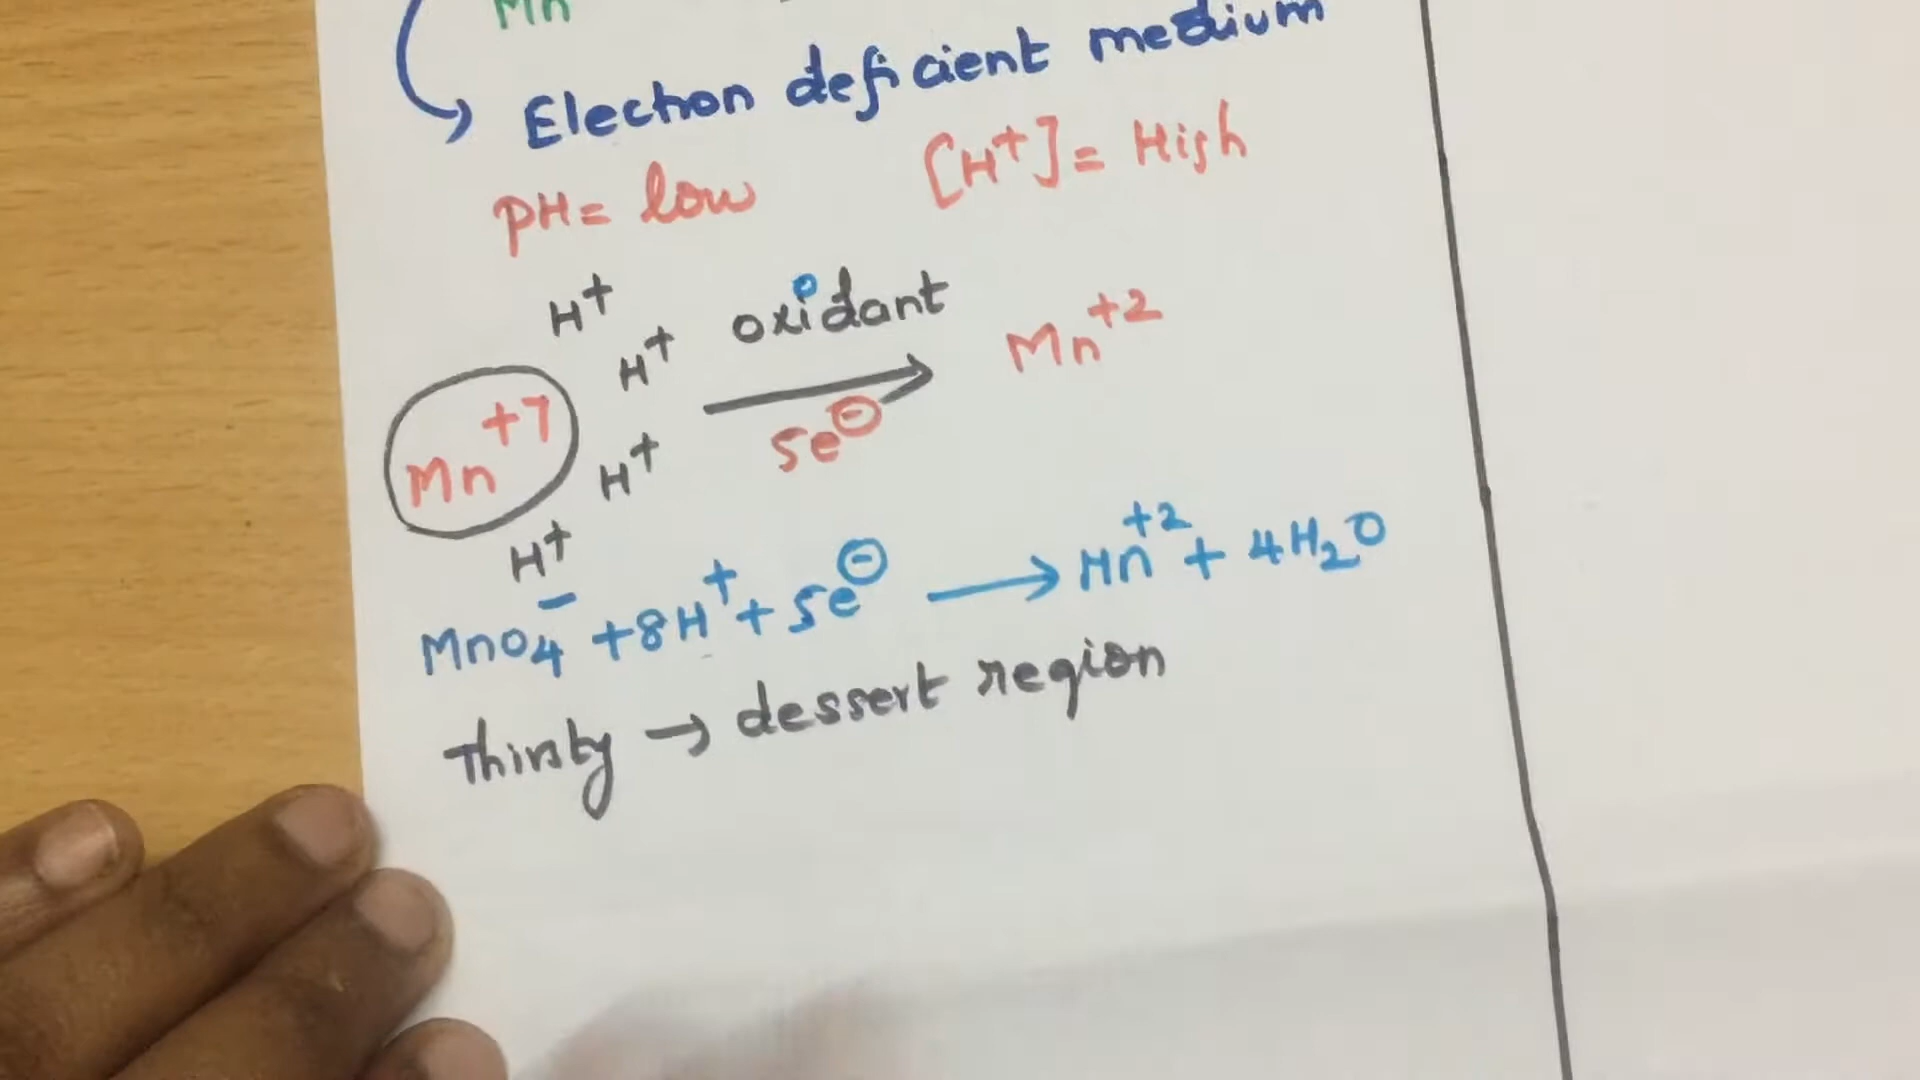 Mn
Electron deficient medium
pH= low [H+]= High
H+
H+
oxidant
Mn+7
5e⊖
Mn+2
H+
H+
MnO4− +8H+ + 5e⊖ → Mn+2 + 4H2O
Thirsty → dessert region